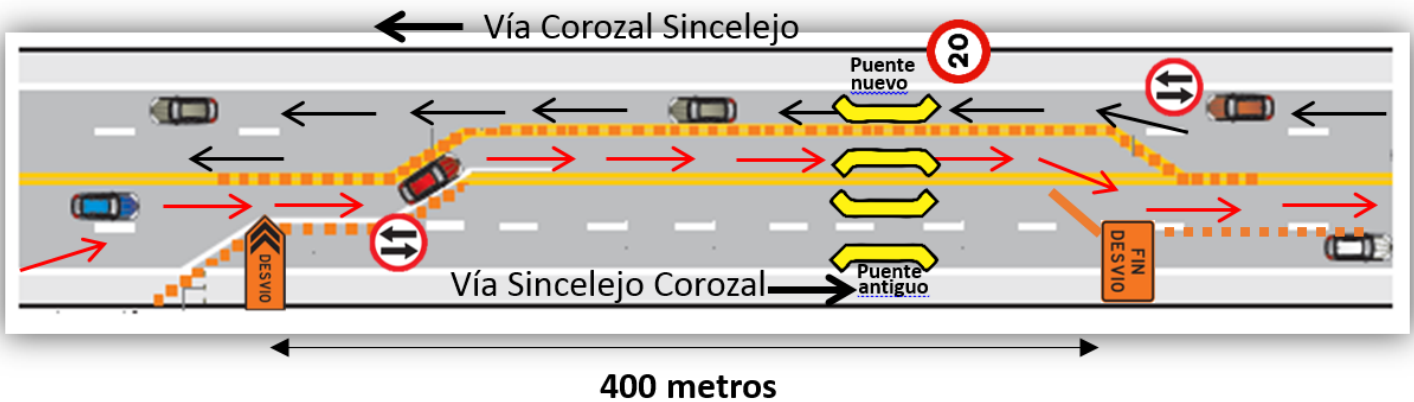 Vía Corozal Sincelejo
20
Puente
nuevo
DESVIO
Vía Sincelejo Corozal
Puente
antiguo
FIN
DESVIO
400 metros